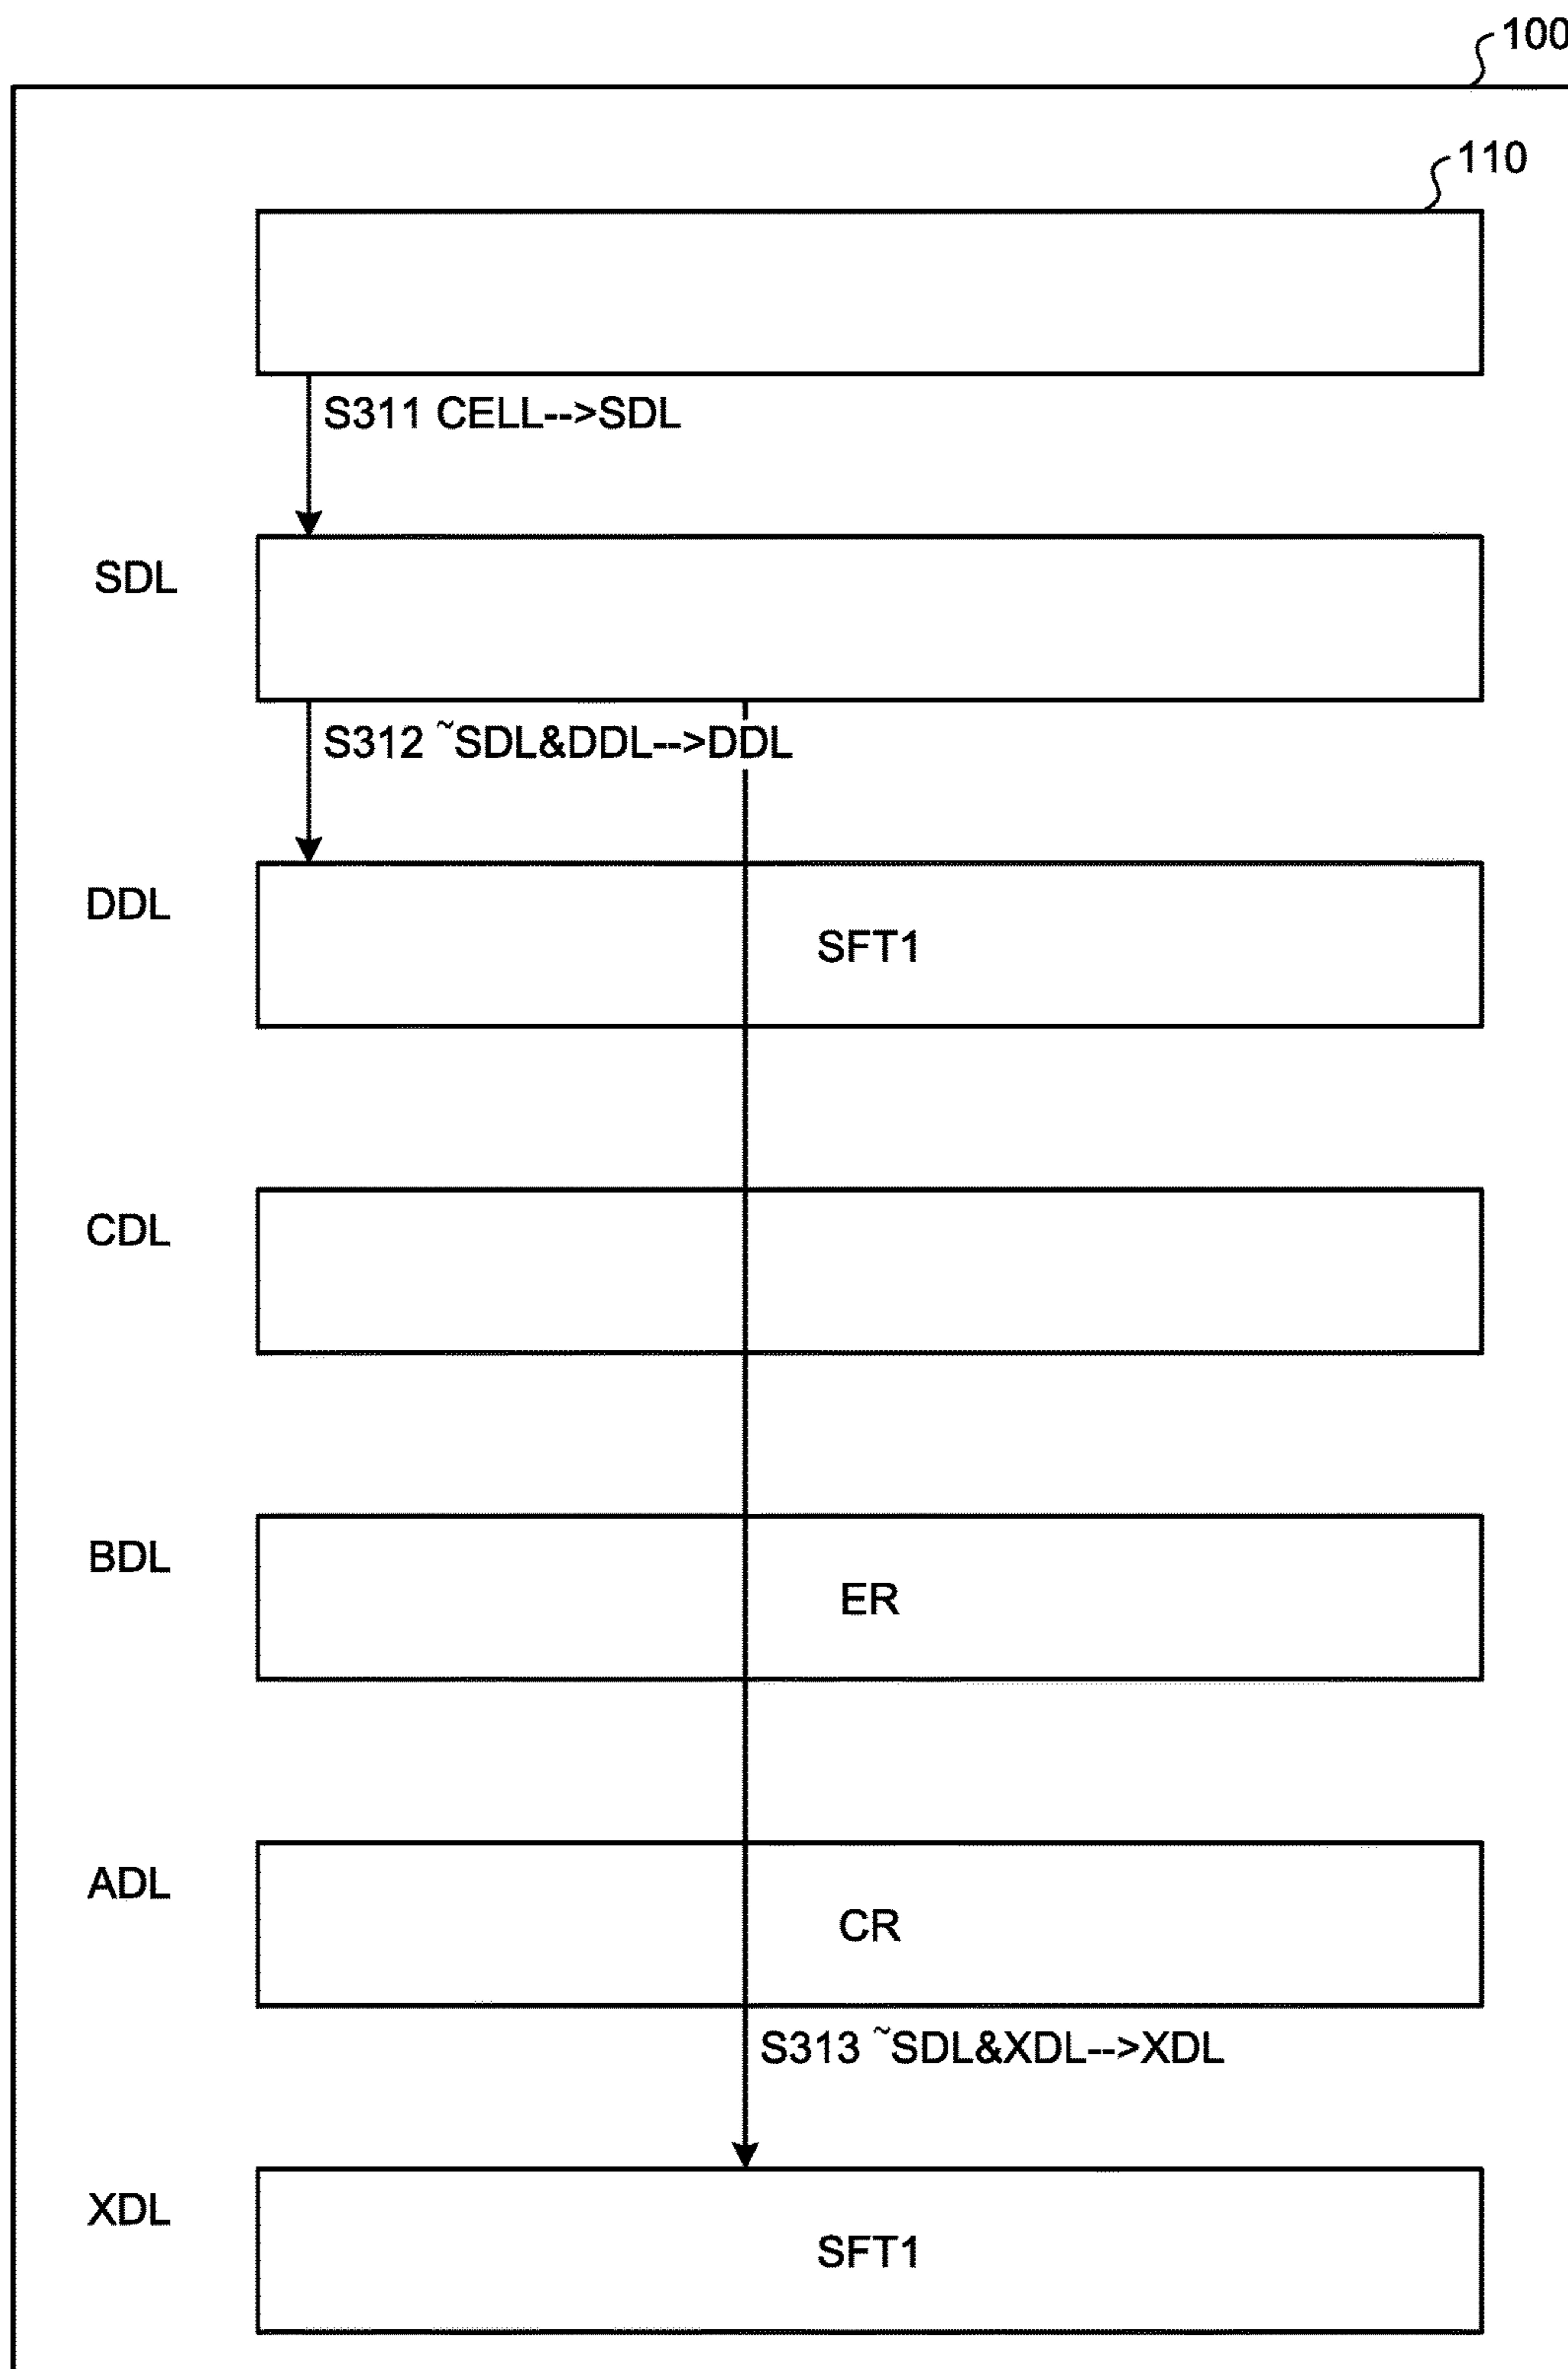 100
110
S311 CELL-->SDL
SDL
S312 ~SDL&DDL-->DDL
DDL
SFT1
CDL
BDL
ER
ADL
CR
S313 ~SDL&XDL-->XDL
XDL
SFT1